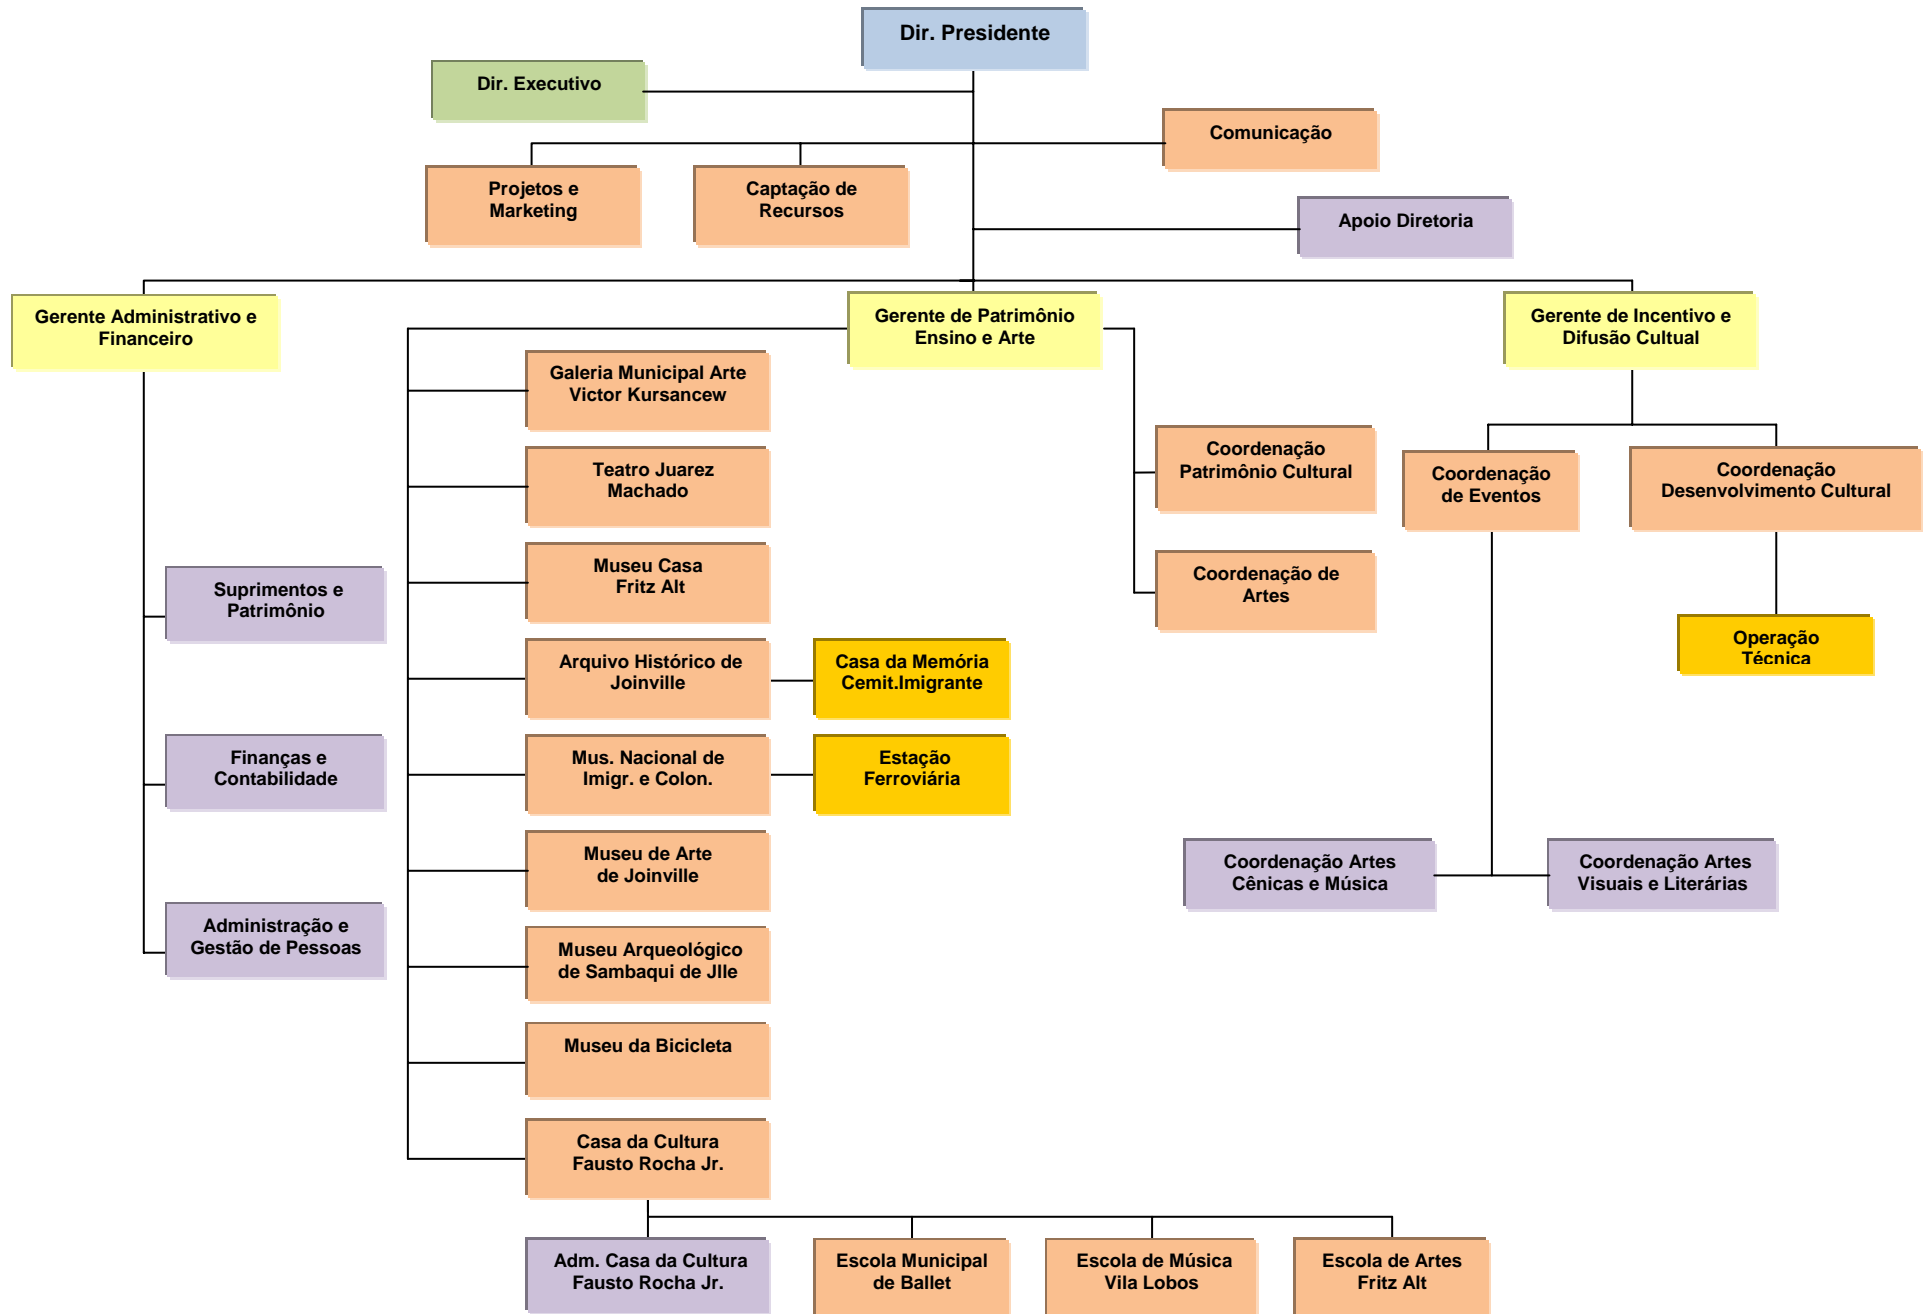 Dir. Presidente
Dir. Executivo
Comunicação
Projetos e
Marketing
Captação de
Recursos
Apoio Diretoria
Gerente Administrativo e
Financeiro
Gerente de Patrimônio
Ensino e Arte
Gerente de Incentivo e
Difusão Cultual
Galeria Municipal Arte
Victor Kursancew
Teatro Juarez
Machado
Museu Casa
Fritz Alt
Arquivo Histórico de
Joinville
Casa da Memória
Cemit.Imigrante
Mus. Nacional de
Imigr. e Colon.
Estação
Ferroviária
Museu de Arte
de Joinville
Museu Arqueológico
de Sambaqui de Jlle
Museu da Bicicleta
Casa da Cultura
Fausto Rocha Jr.
Adm. Casa da Cultura
Fausto Rocha Jr.
Escola Municipal
de Ballet
Escola de Música
Vila Lobos
Escola de Artes
Fritz Alt
Suprimentos e
Patrimônio
Finanças e
Contabilidade
Administração e
Gestão de Pessoas
Coordenação
Patrimônio Cultural
Coordenação de
Artes
Coordenação
de Eventos
Coordenação
Desenvolvimento Cultural
Operação
Técnica
Coordenação Artes
Cênicas e Música
Coordenação Artes
Visuais e Literárias